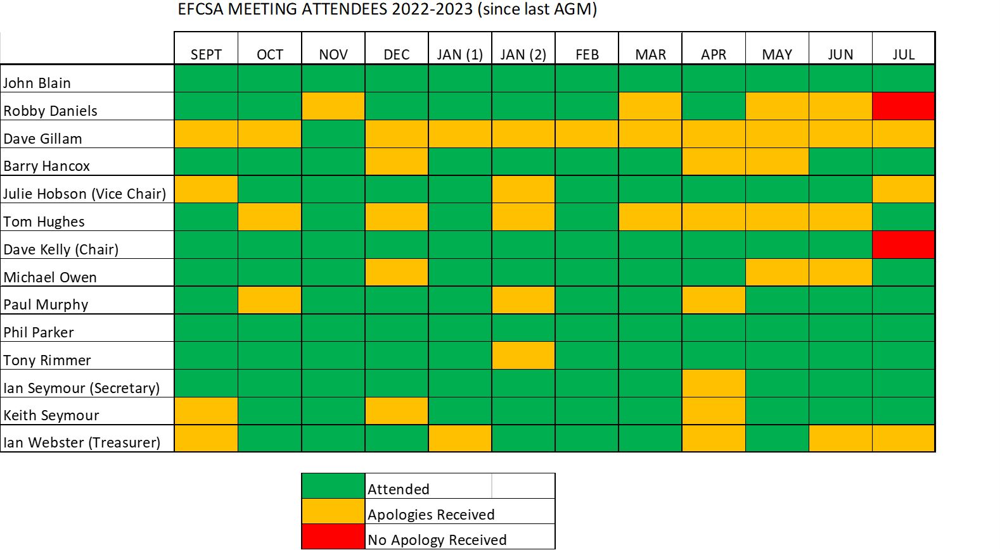 EFCSA MEETING ATTENDEES 2022-2023 (since last AGM)
SEPT OCT NOV DEC JAN (1) JAN (2) FEB MAR APR MAY JUN JUL
John Blain
Robby Daniels
Dave Gillam
Barry Hancox
Julie Hobson (Vice Chair)
Tom Hughes
Dave Kelly (Chair)
Michael Owen
Paul Murphy
Phil Parker
Tony Rimmer
Ian Seymour (Secretary)
Keith Seymour
Ian Webster (Treasurer)
Attended
Apologies Received
No Apology Received